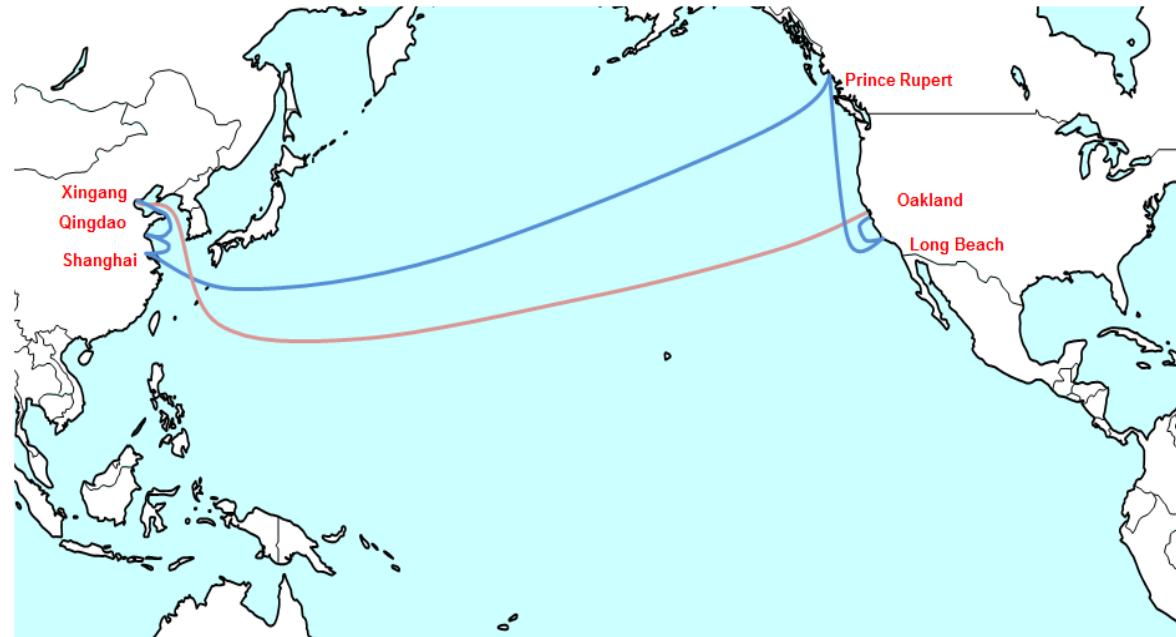 Prince Rupert
Xingang
Oakland
Qingdao
Long Beach
Shanghai